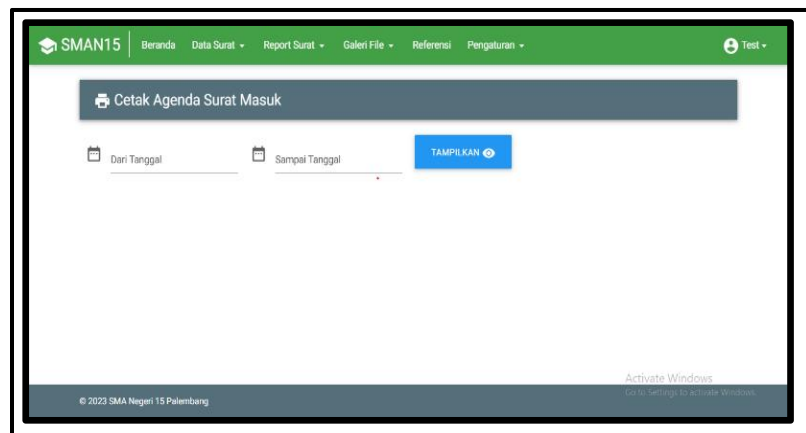 SMAN15 Beranda Data Surat Report Surat Galeri File Referensi Pengaturan Test
Cetak Agenda Surat Masuk
Dari Tanggal Sampai Tanggal TAMPILKAN
Activate Windows
Go to Settings to activate Windows.
© 2023 SMA Negeri 15 Palembang